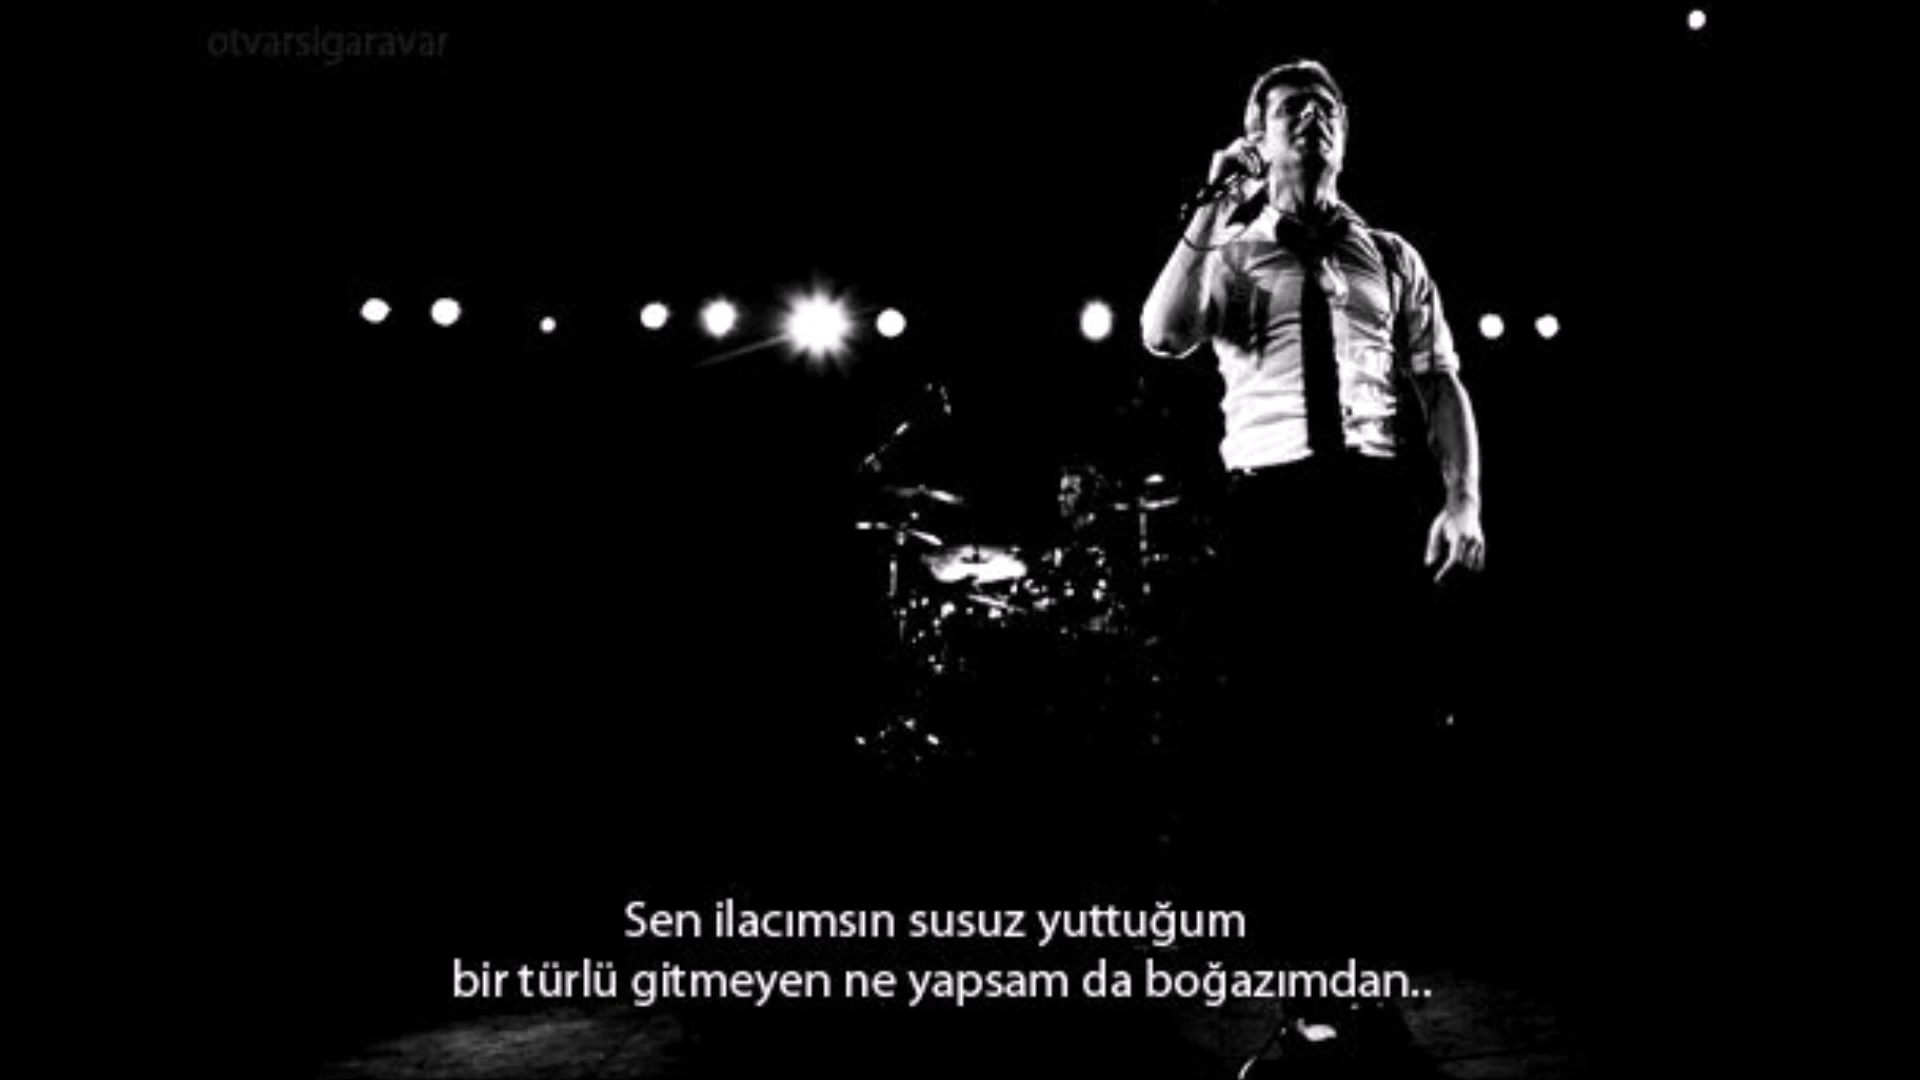 otvarsigaravar
Sen ilacımsın susuz yuttuğum
bir türlü gitmeyen ne yapsam da boğazımdan..